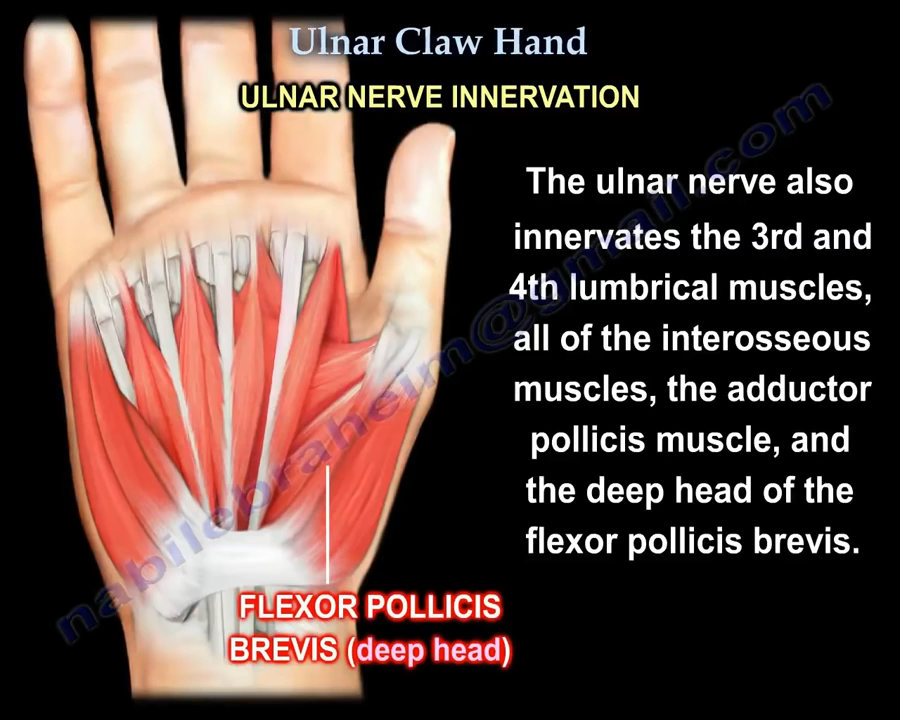 Ulnar Claw Hand
ULNAR NERVE INNERVATION
The ulnar nerve also
innervates the 3rd and
4th lumbrical muscles,
all of the interosseous
muscles, the adductor
pollicis muscle, and
the deep head of the
flexor pollicis brevis.
nabilebraheim@gmail.com
FLEXOR POLLICIS
BREVIS (deep head)